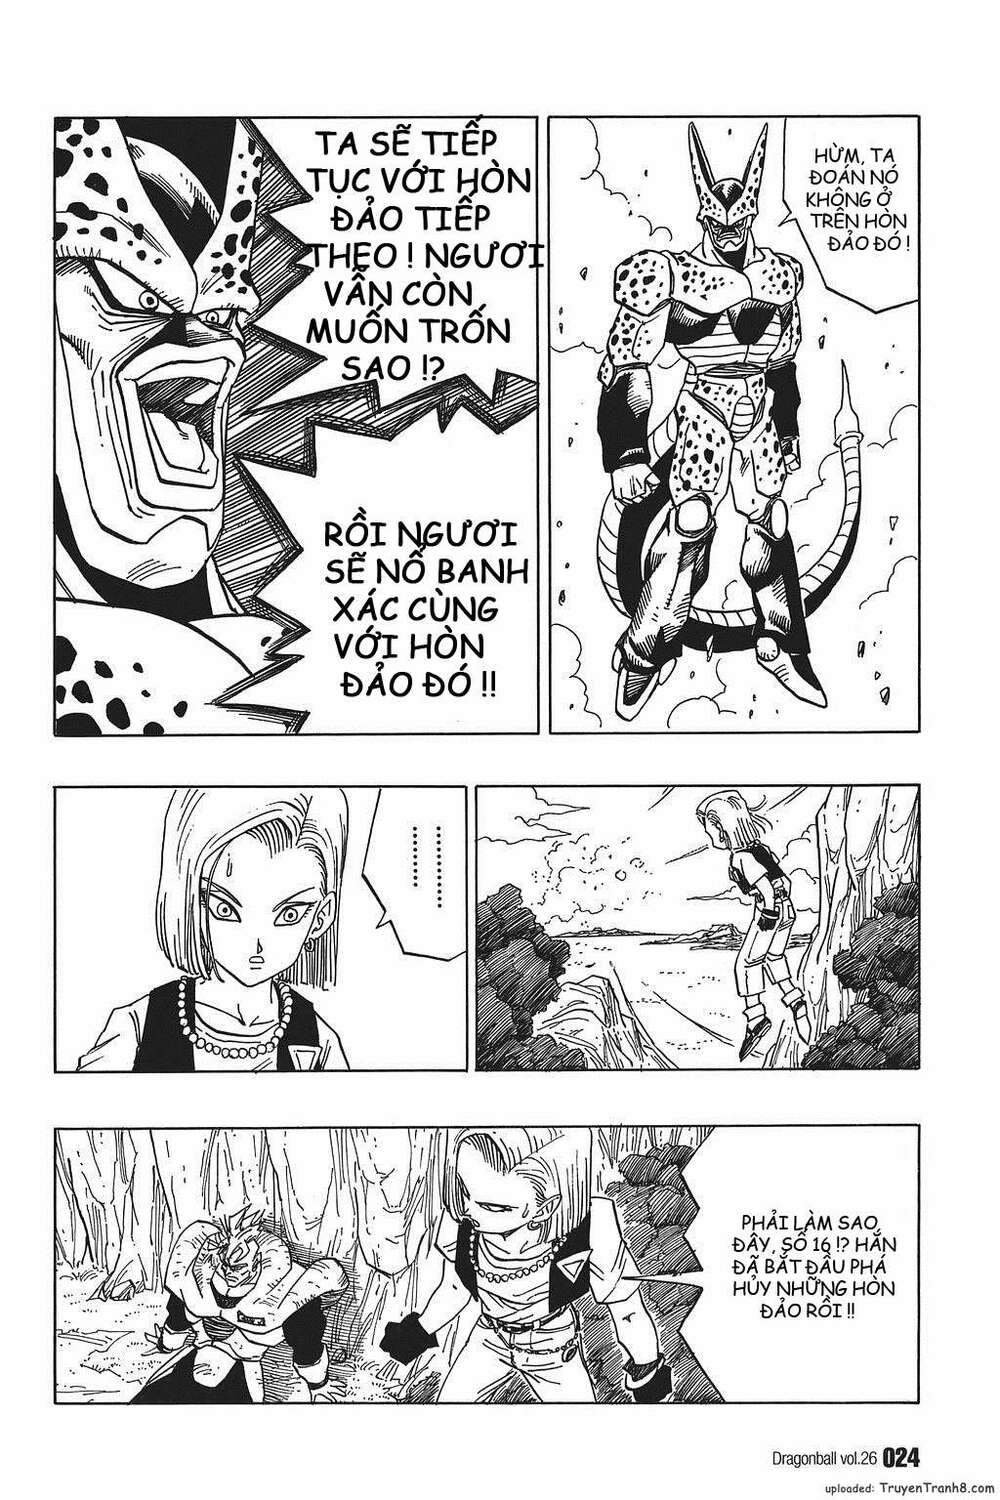 HỪM, TA
ĐOÁN NÓ
KHÔNG Ở
TRÊN HÒN
ĐẢO ĐÓ !
TA SẼ TIẾP
TỤC VỚI HÒN
ĐẢO TIẾP
THEO ! NGƯƠI
VẪN CÒN
MUỐN TRỐN
SAO !?
RỒI NGƯƠI
SẼ NỔ BANH
XÁC CÙNG
VỚI HÒN
ĐẢO ĐÓ !!
..........
..........
PHẢI LÀM SAO
ĐÂY, SỐ 16 !? HẮN
ĐÃ BẮT ĐẦU PHÁ
HỦY NHỮNG HÒN
ĐẢO RỒI !!
Dragonball vol.26 024
uploaded: TruyenTranh8.com